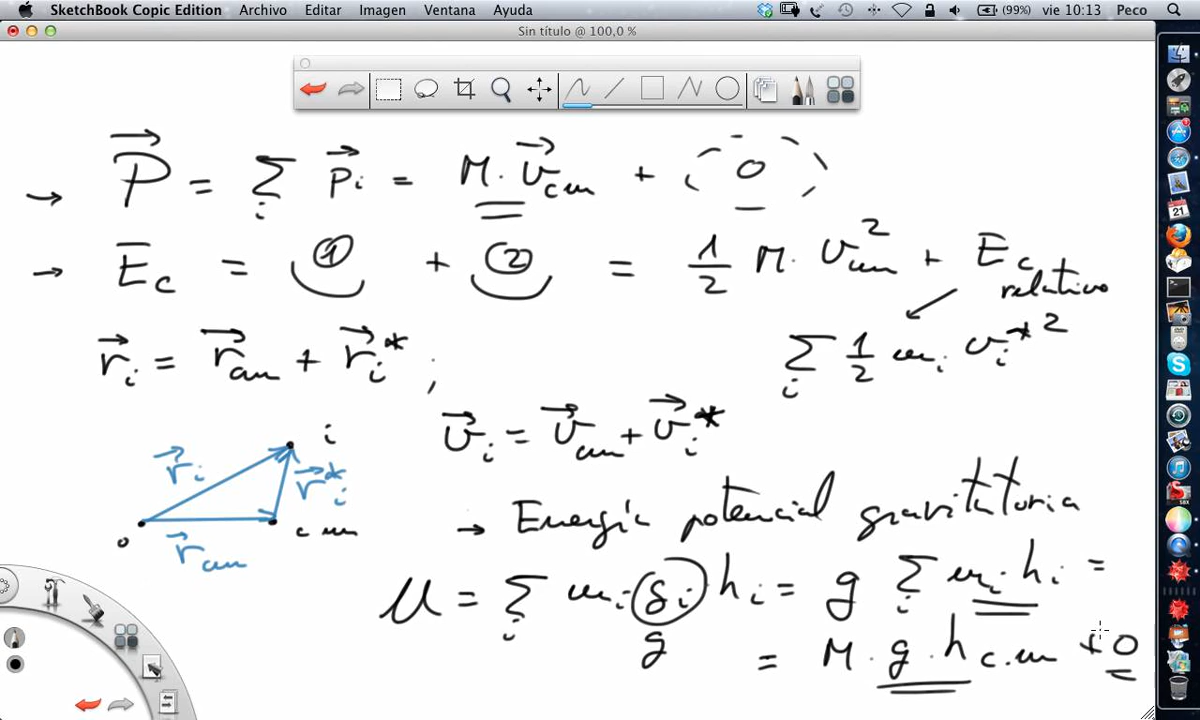 SketchBook Copic Edition Archivo Editar Imagen Ventana Ayuda (99%) vie 10:13 Peco
Sin título @ 100,0 %
→ P⃗ = Σi p⃗i = M · v⃗cm + ( 0 )
→ Ec = ① + ② = 1/2 M · vcm² + Ec relativo
r⃗i = r⃗cm + r⃗i* ;
Σi 1/2 mi vi*²
v⃗i = v⃗cm + v⃗i*
i
r⃗i
r⃗i*
o
cm
r⃗cm
→ Energía potencial gravitatoria
U = Σi mi (gi) hi = g Σi mi · hi =
g
= M · g · hc.m + 0